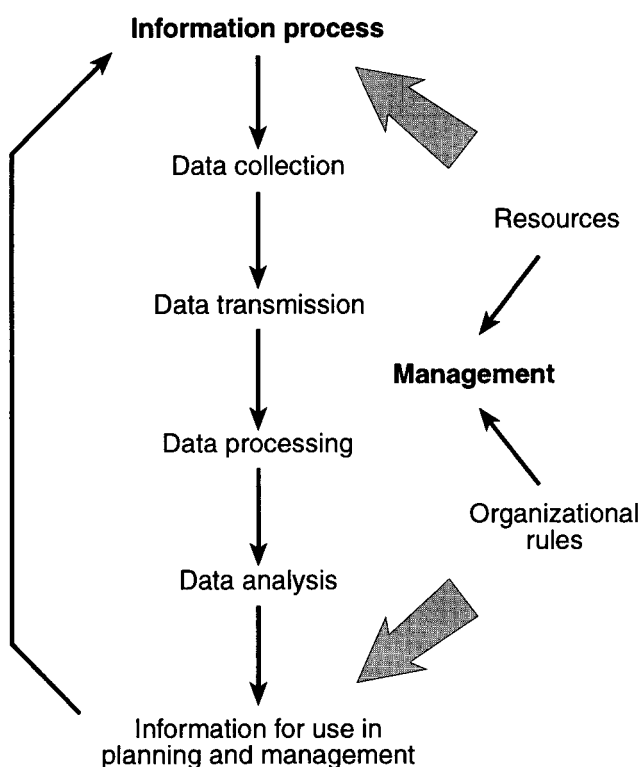 Information process
Data collection
Resources
Data transmission
Management
Data processing
Organizational
rules
Data analysis
Information for use in
planning and management